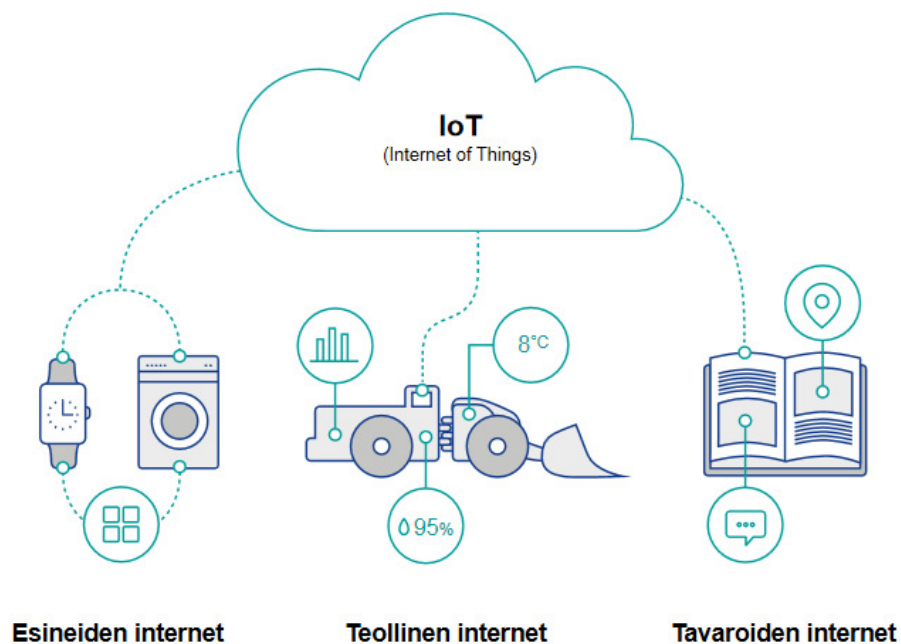 IoT
(Internet of Things)
8°C
95%
Esineiden internet
Teollinen internet
Tavaroiden internet